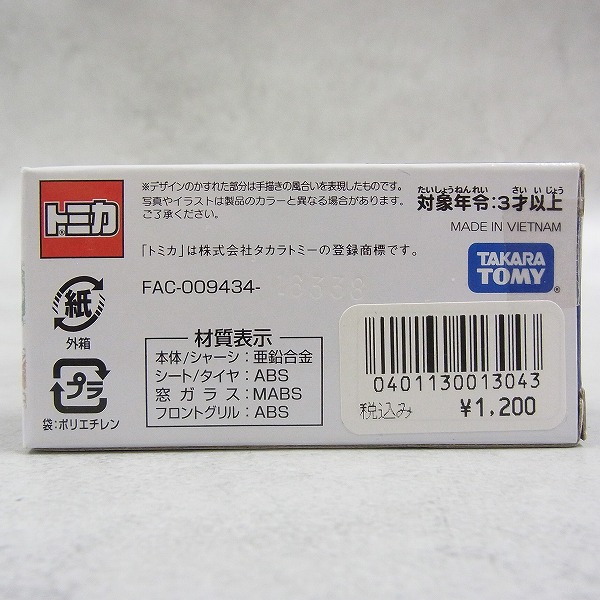 トミカ
®
※デザインのかすれた部分は手描きの風合いを表現したものです。
写真やイラストは製品のカラーと異なる場合があります。
ご了承ください。
たいしょうねんれい さいいじょう
対象年令:3才以上
MADE IN VIETNAM
「トミカ」は株式会社タカラトミーの登録商標です。
TAKARA
TOMY
®
紙
外箱
FAC-009434-
プラ
袋:ポリエチレン
材質表示
本体/シャーシ:亜鉛合金
シート/タイヤ:ABS
窓ガラス:MABS
フロントグリル:ABS
0401130013043
税込み ¥1,200